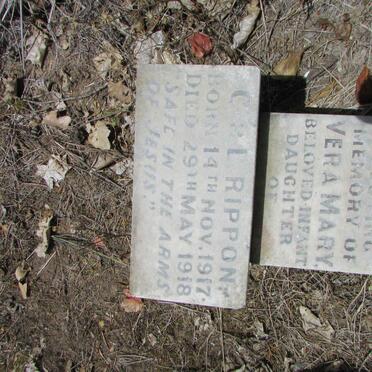 MEMORY OF
VERA MARY,
BELOVED INFANT
DAUGHTER
OF
C. L RIPPON
BORN 14TH NOV. 1917.
DIED 29TH MAY 1918
"SAFE IN THE ARMS
OF JESUS"